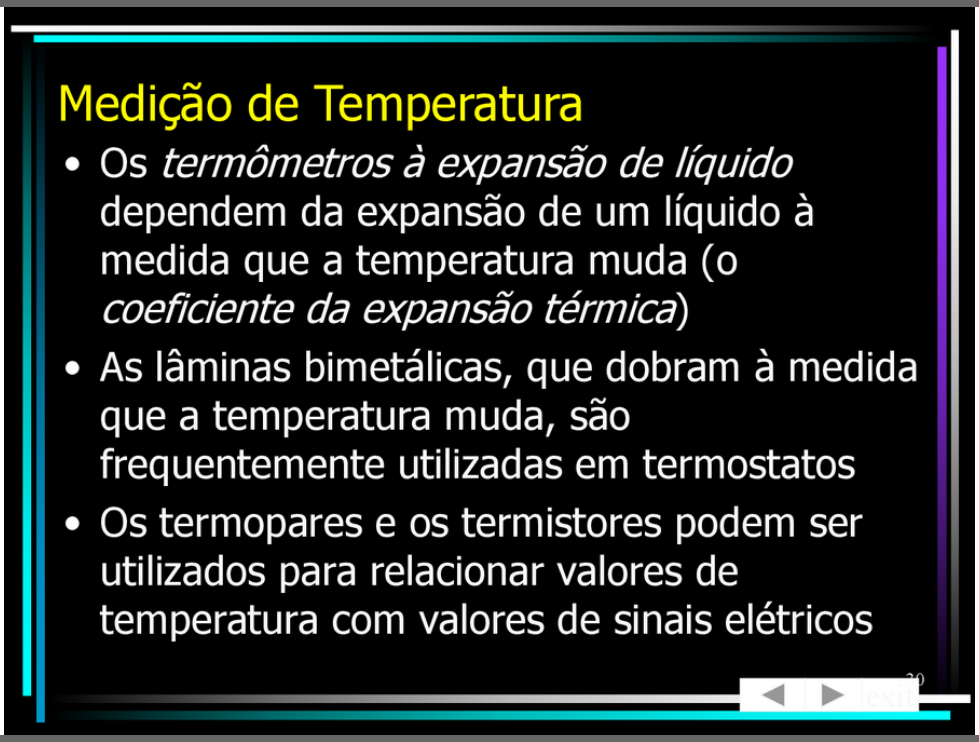 Medição de Temperatura
• Os termômetros à expansão de líquido
dependem da expansão de um líquido à
medida que a temperatura muda (o
coeficiente da expansão térmica)
• As lâminas bimetálicas, que dobram à medida
que a temperatura muda, são
frequentemente utilizadas em termostatos
• Os termopares e os termistores podem ser
utilizados para relacionar valores de
temperatura com valores de sinais elétricos